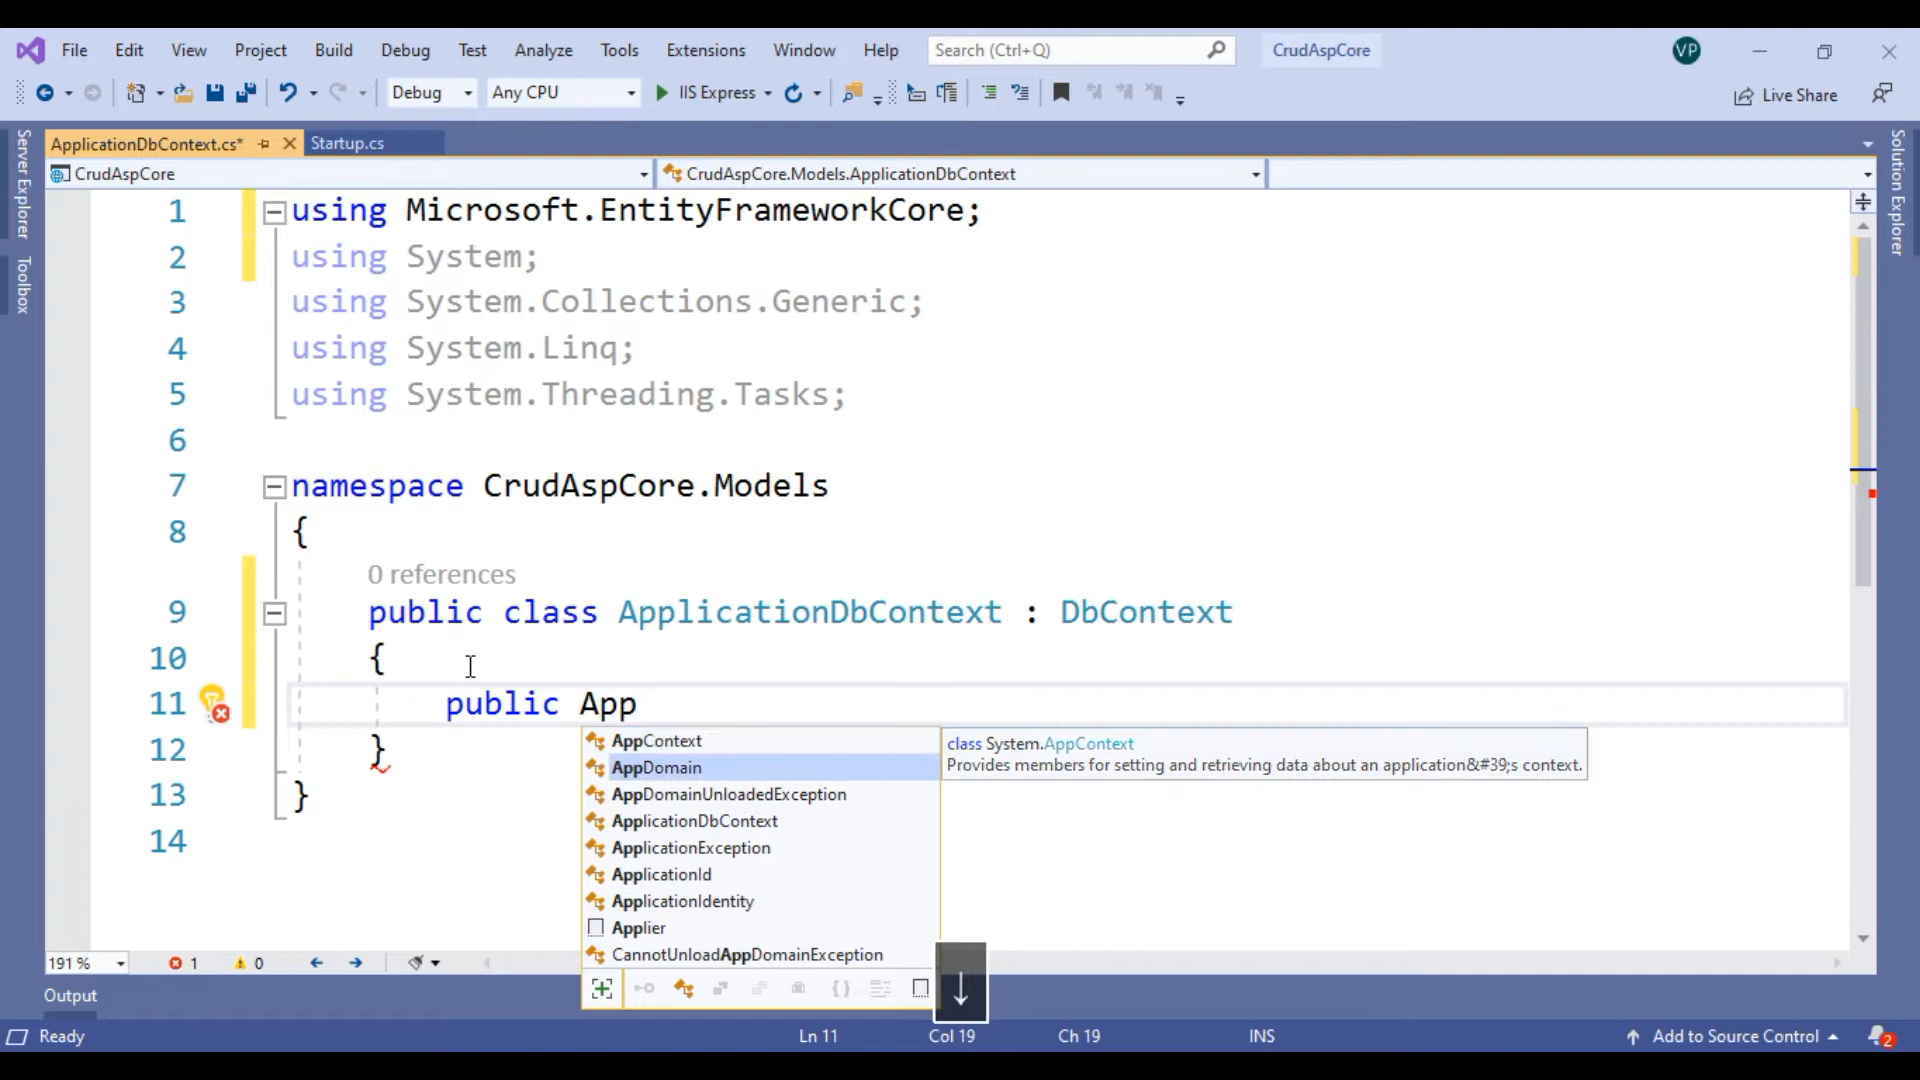 File Edit View Project Build Debug Test Analyze Tools Extensions Window Help Search (Ctrl+Q) CrudAspCore VP
Debug Any CPU IIS Express Live Share
Server Explorer
Toolbox
Solution Explorer
ApplicationDbContext.cs* Startup.cs
CrudAspCore CrudAspCore.Models.ApplicationDbContext
1 using Microsoft.EntityFrameworkCore;
2 using System;
3 using System.Collections.Generic;
4 using System.Linq;
5 using System.Threading.Tasks;
6
7 namespace CrudAspCore.Models
8 {
0 references
9 public class ApplicationDbContext : DbContext
10 {
11 public App
12 }
13 }
14
AppContext
AppDomain
AppDomainUnloadedException
ApplicationDbContext
ApplicationException
ApplicationId
ApplicationIdentity
Applier
CannotUnloadAppDomainException
class System.AppContext
Provides members for setting and retrieving data about an application&#39;s context.
191 % 1 0
Output
Ready Ln 11 Col 19 Ch 19 INS Add to Source Control 2